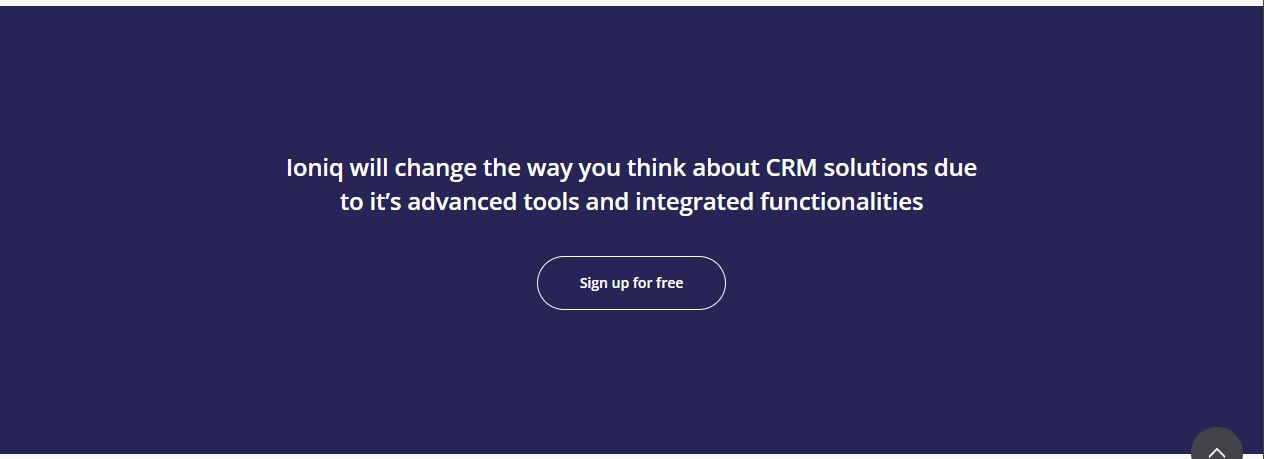 Ioniq will change the way you think about CRM solutions due
to it’s advanced tools and integrated functionalities
Sign up for free